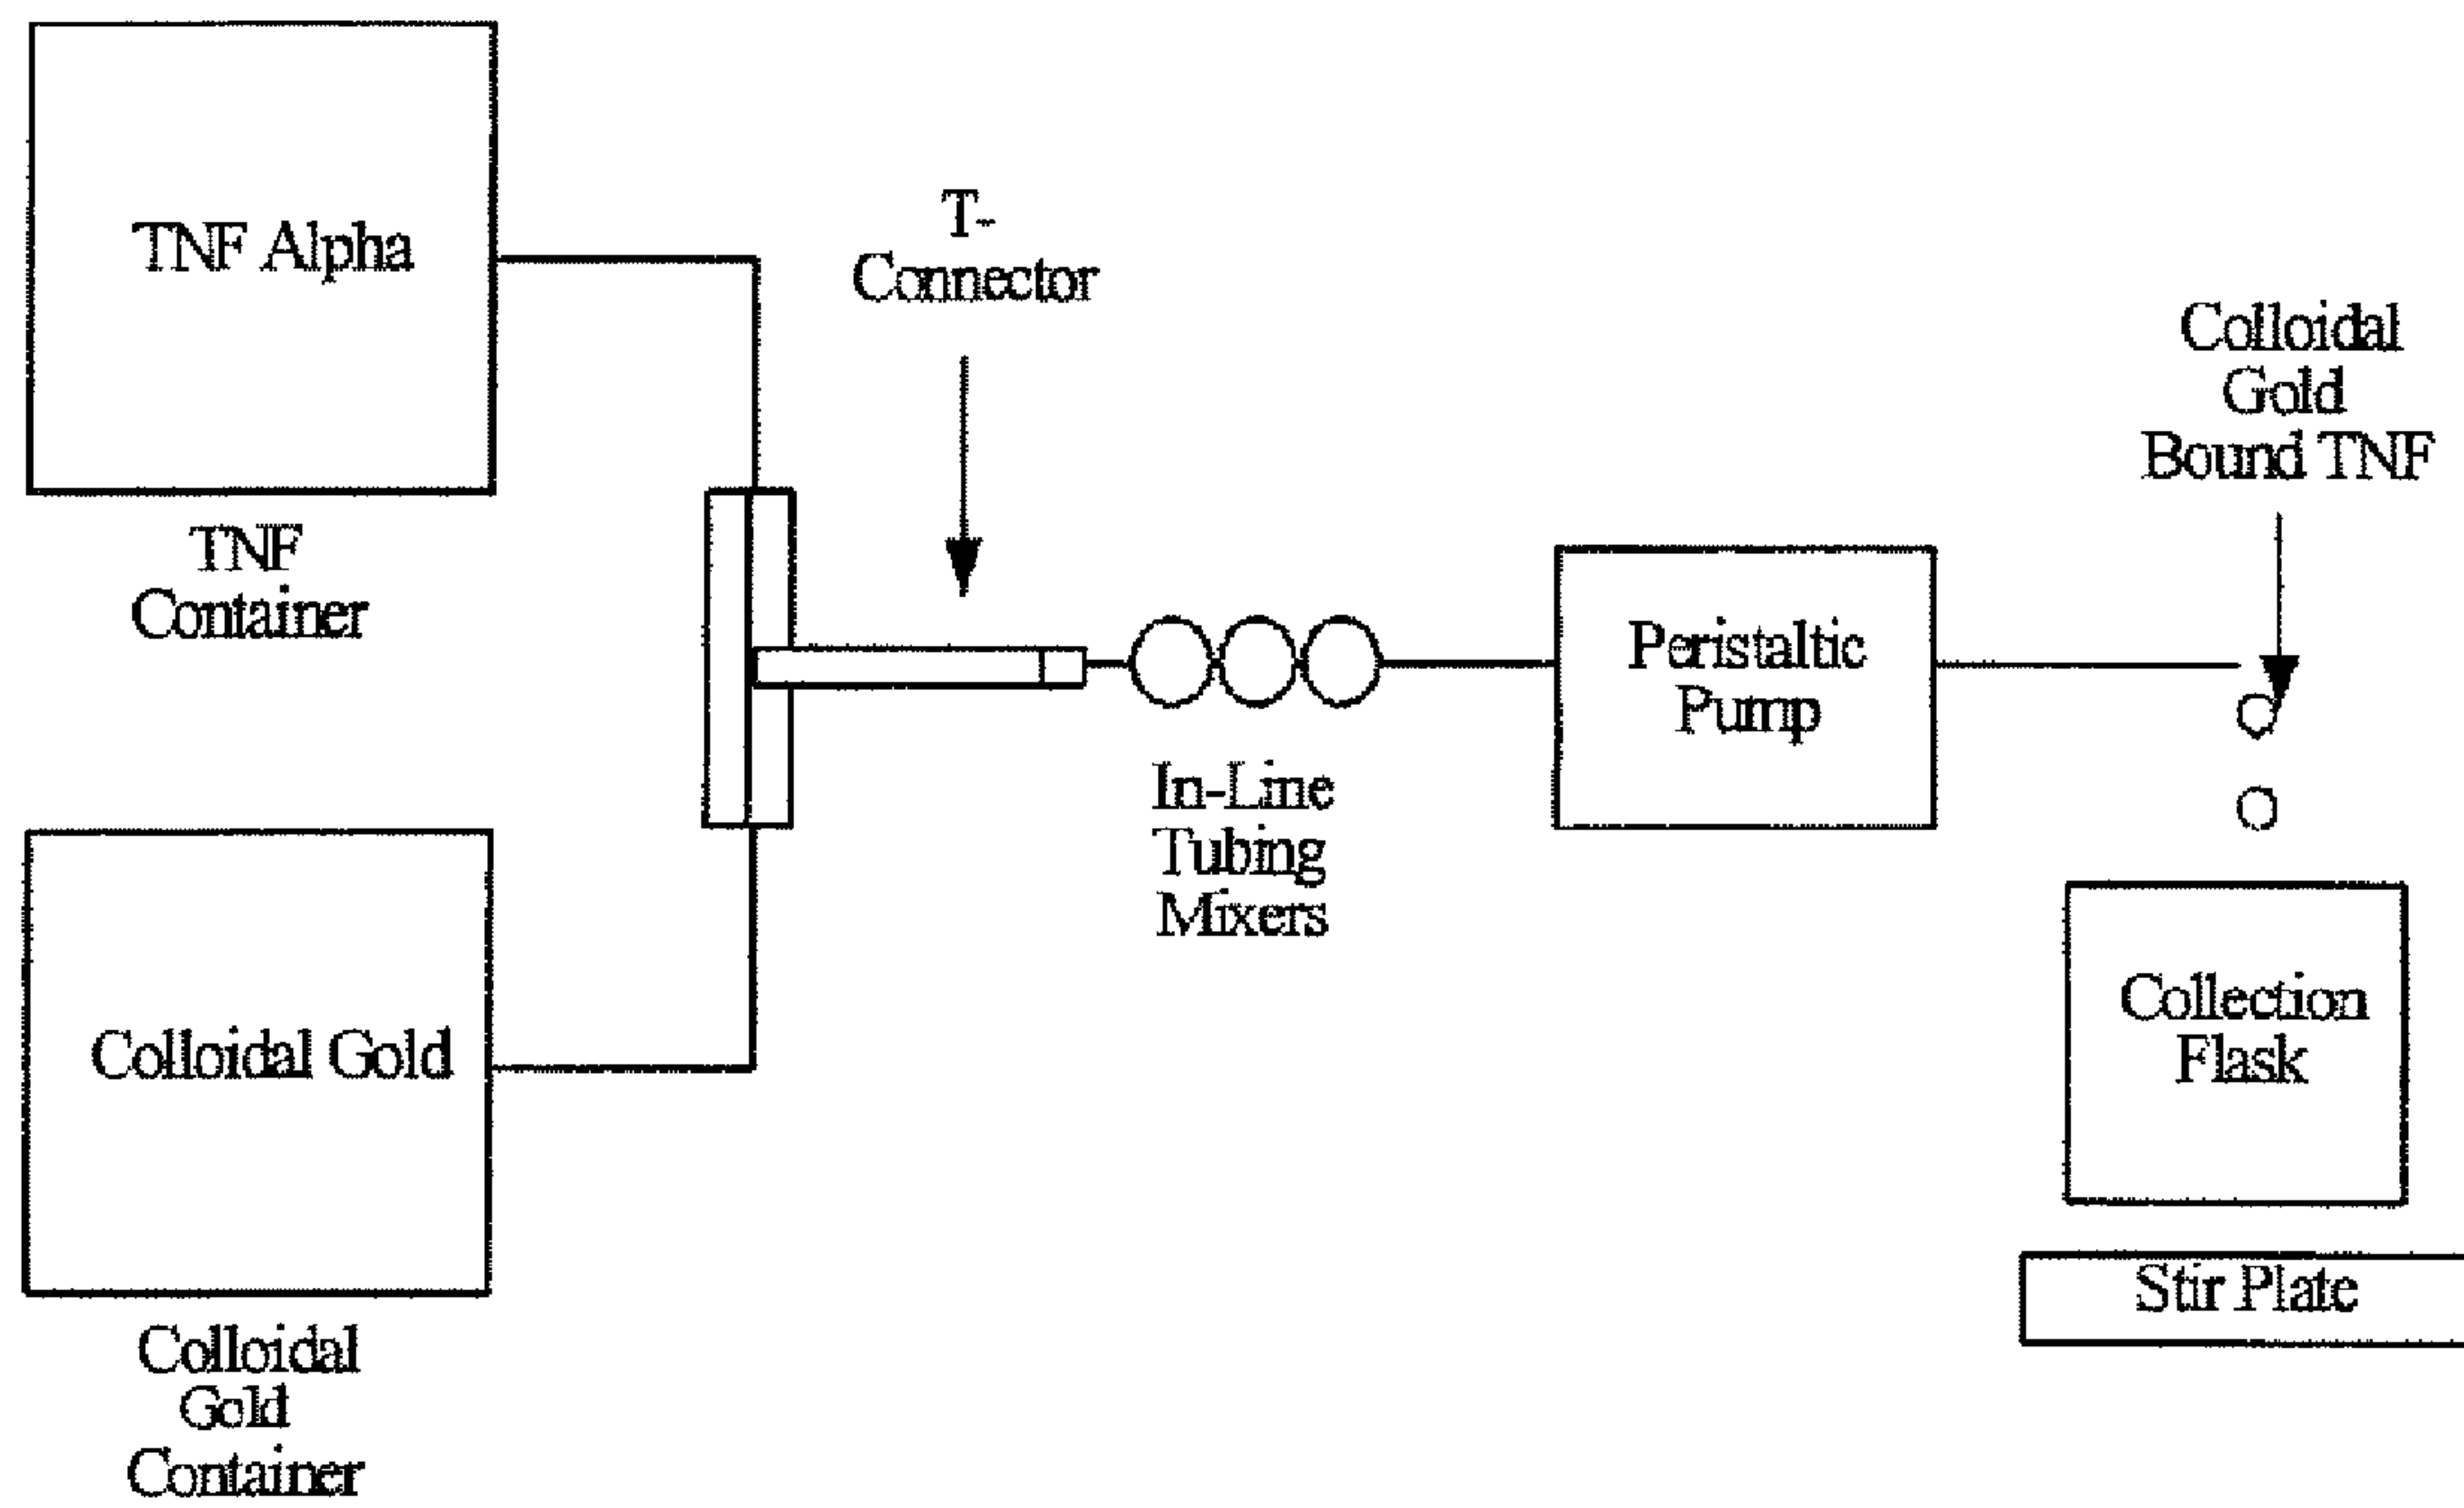 TNF Alpha
TNF
Container
T-
Connector
Colloidal
Gold
Bound TNF
In-Line
Tubing
Mixers
Peristaltic
Pump
Colloidal Gold
Colloidal
Gold
Container
Collection
Flask
Stir Plate